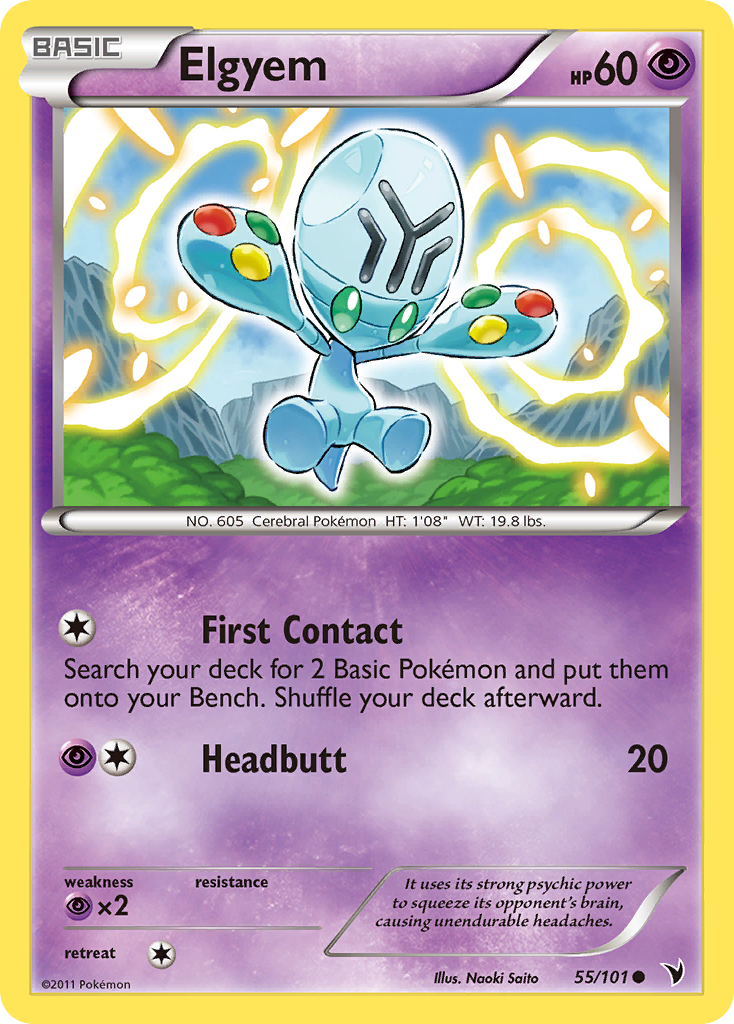 BASIC
Elgyem
HP 60
NO. 605 Cerebral Pokémon HT: 1'08" WT: 19.8 lbs.
First Contact
Search your deck for 2 Basic Pokémon and put them
onto your Bench. Shuffle your deck afterward.
Headbutt 20
weakness resistance
×2
It uses its strong psychic power
to squeeze its opponent's brain,
causing unendurable headaches.
retreat
©2011 Pokémon Illus. Naoki Saito 55/101